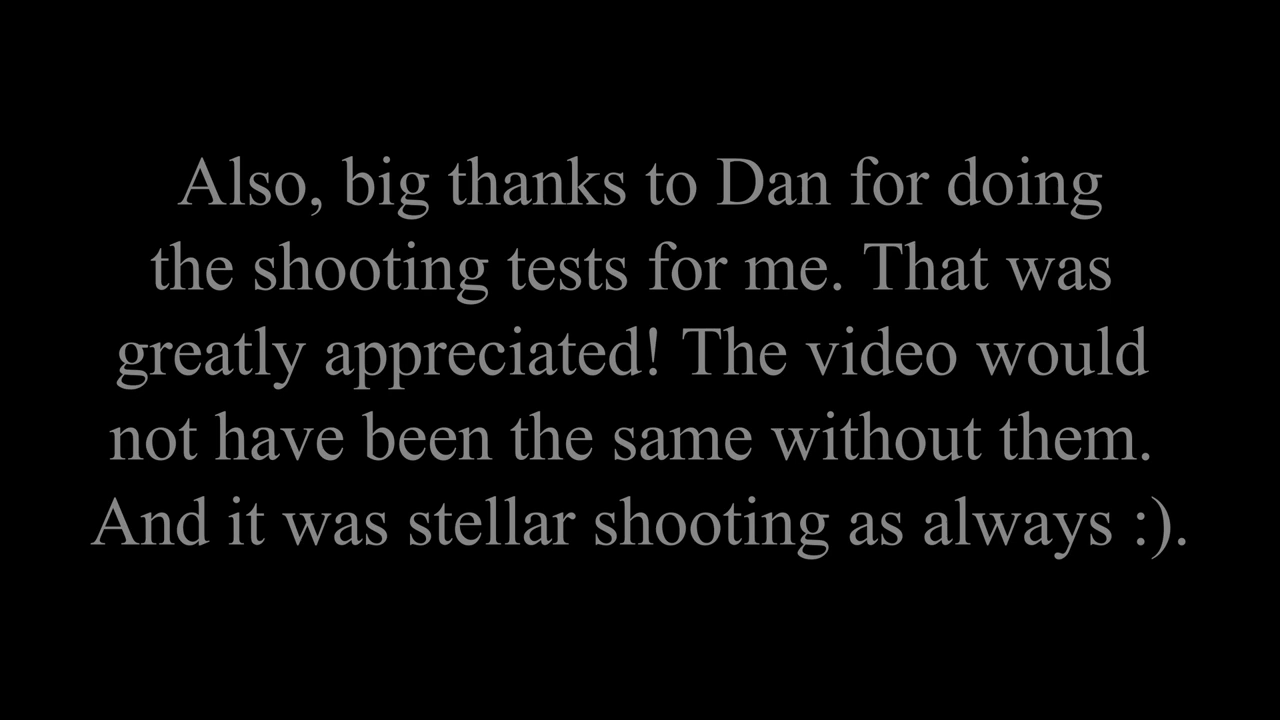 Also, big thanks to Dan for doing
the shooting tests for me. That was
greatly appreciated! The video would
not have been the same without them.
And it was stellar shooting as always :).